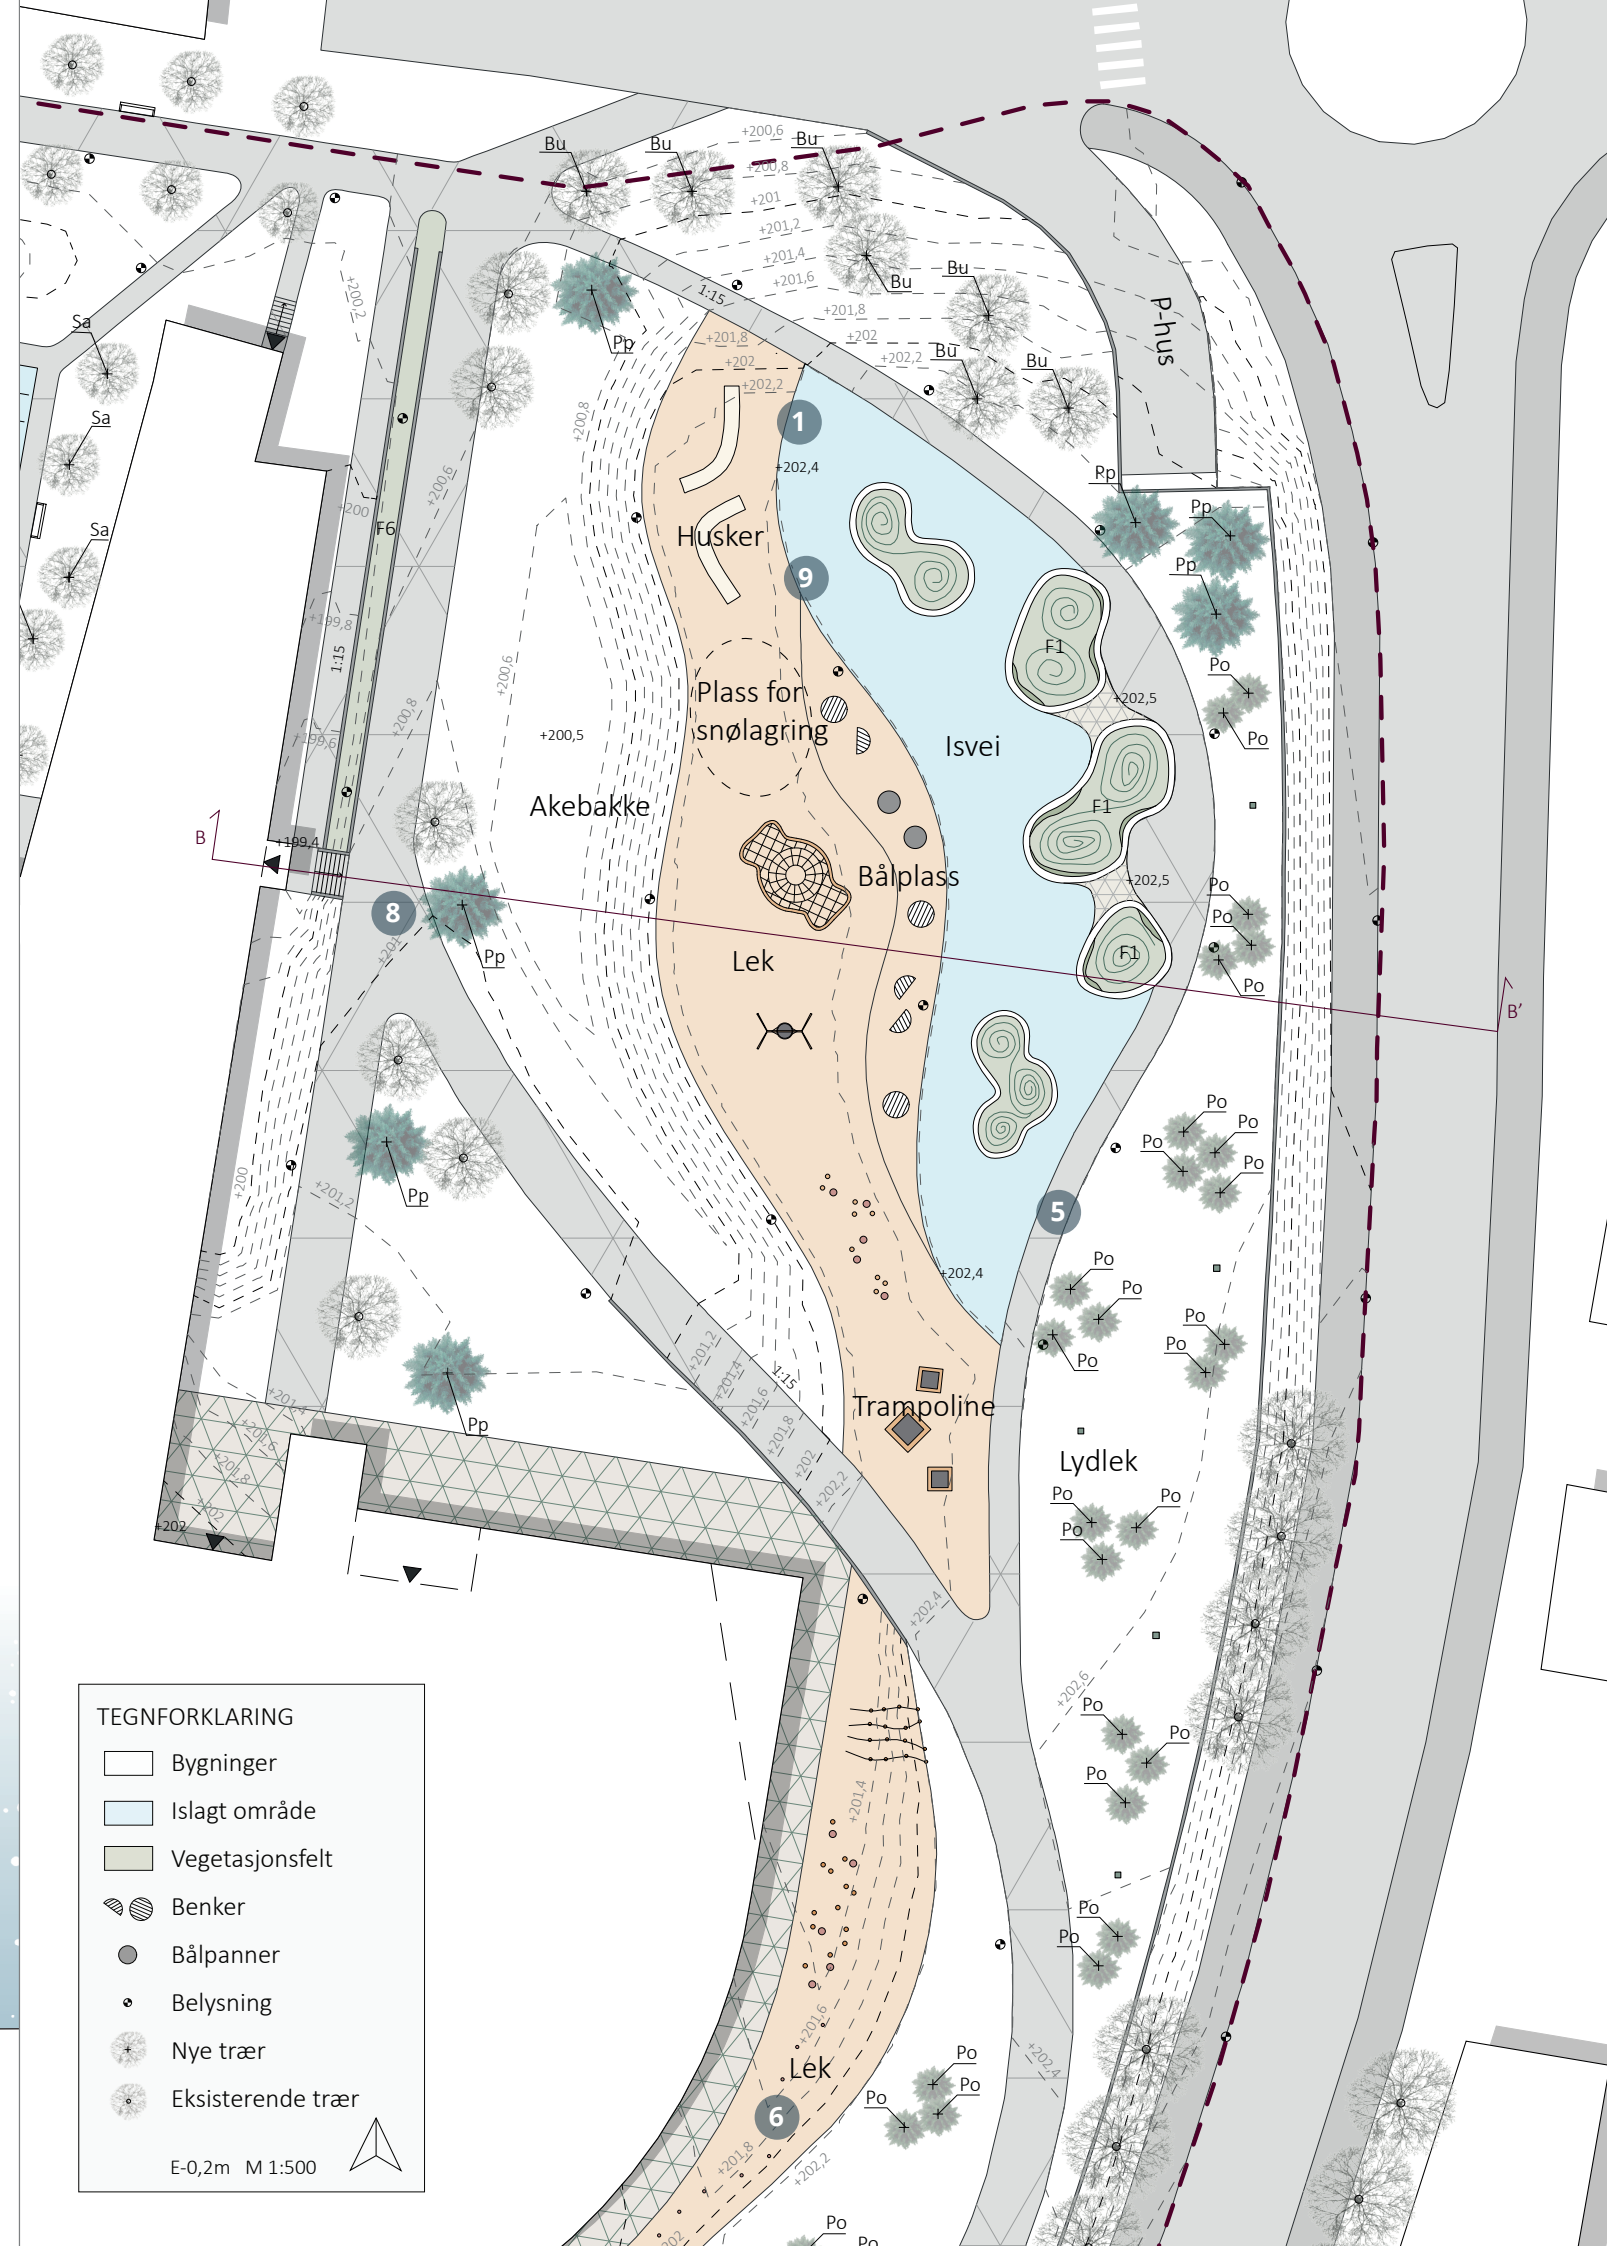 +200,6
Bu
Bu
Bu
+200,8
+201
+201,2
+201,4
Bu
Bu
+201,6
1:15
+200,2
P-hus
Sa
Pp
+201,8
+201,8
+202
+202
+202,2
Bu
Bu
+202,2
Sa
+200,8
1
+202,4
+200,6
Pp
Pp
+200
F6
Sa
Husker
Pp
9
+199,8
F1
1:15
+200,6
Po
Plass for
snølagring
+202,5
+200,8
+199,6
+200,5
Isvei
Po
Akebakke
F1
B
+199,4
Bålplass
+202,5
Po
8
Po
+201
Pp
Lek
F1
Po
B'
Po
Po
Po
Po
+200
+201,2
Pp
5
+202,4
Po
Po
Po
Po
Po
+201,2
+201,4
1:15
+201,6
+201,8
+202
+202,2
Trampoline
+201,4
+201,6
+201,8
+202
+202
Pp
Lydlek
Po
Po
Po
+202,4
+202,6
Po
Po
Po
+201,4
Po
Po
+201,6
+202,4
Lek
Po
Po
Po
6
+201,8
+202,2
Po
Po
+202
TEGNFORKLARING
Bygninger
Islagt område
Vegetasjonsfelt
Benker
Bålpanner
Belysning
Nye trær
Eksisterende trær
E-0,2m M 1:500